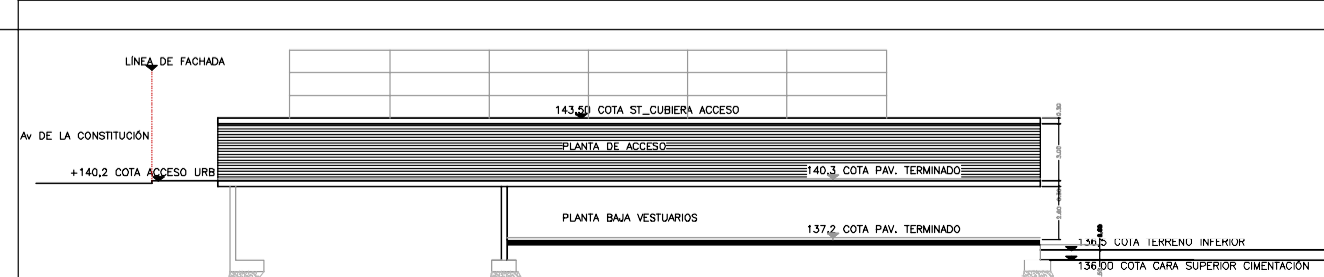 LÍNEA DE FACHADA
143,50 COTA ST_CUBIERA ACCESO
Av DE LA CONSTITUCIÓN
PLANTA DE ACCESO
+140,2 COTA ACCESO URB
140,3 COTA PAV. TERMINADO
PLANTA BAJA VESTUARIOS
137,2 COTA PAV. TERMINADO
136,5 COTA TERRENO INFERIOR
136,00 COTA CARA SUPERIOR CIMENTACIÓN